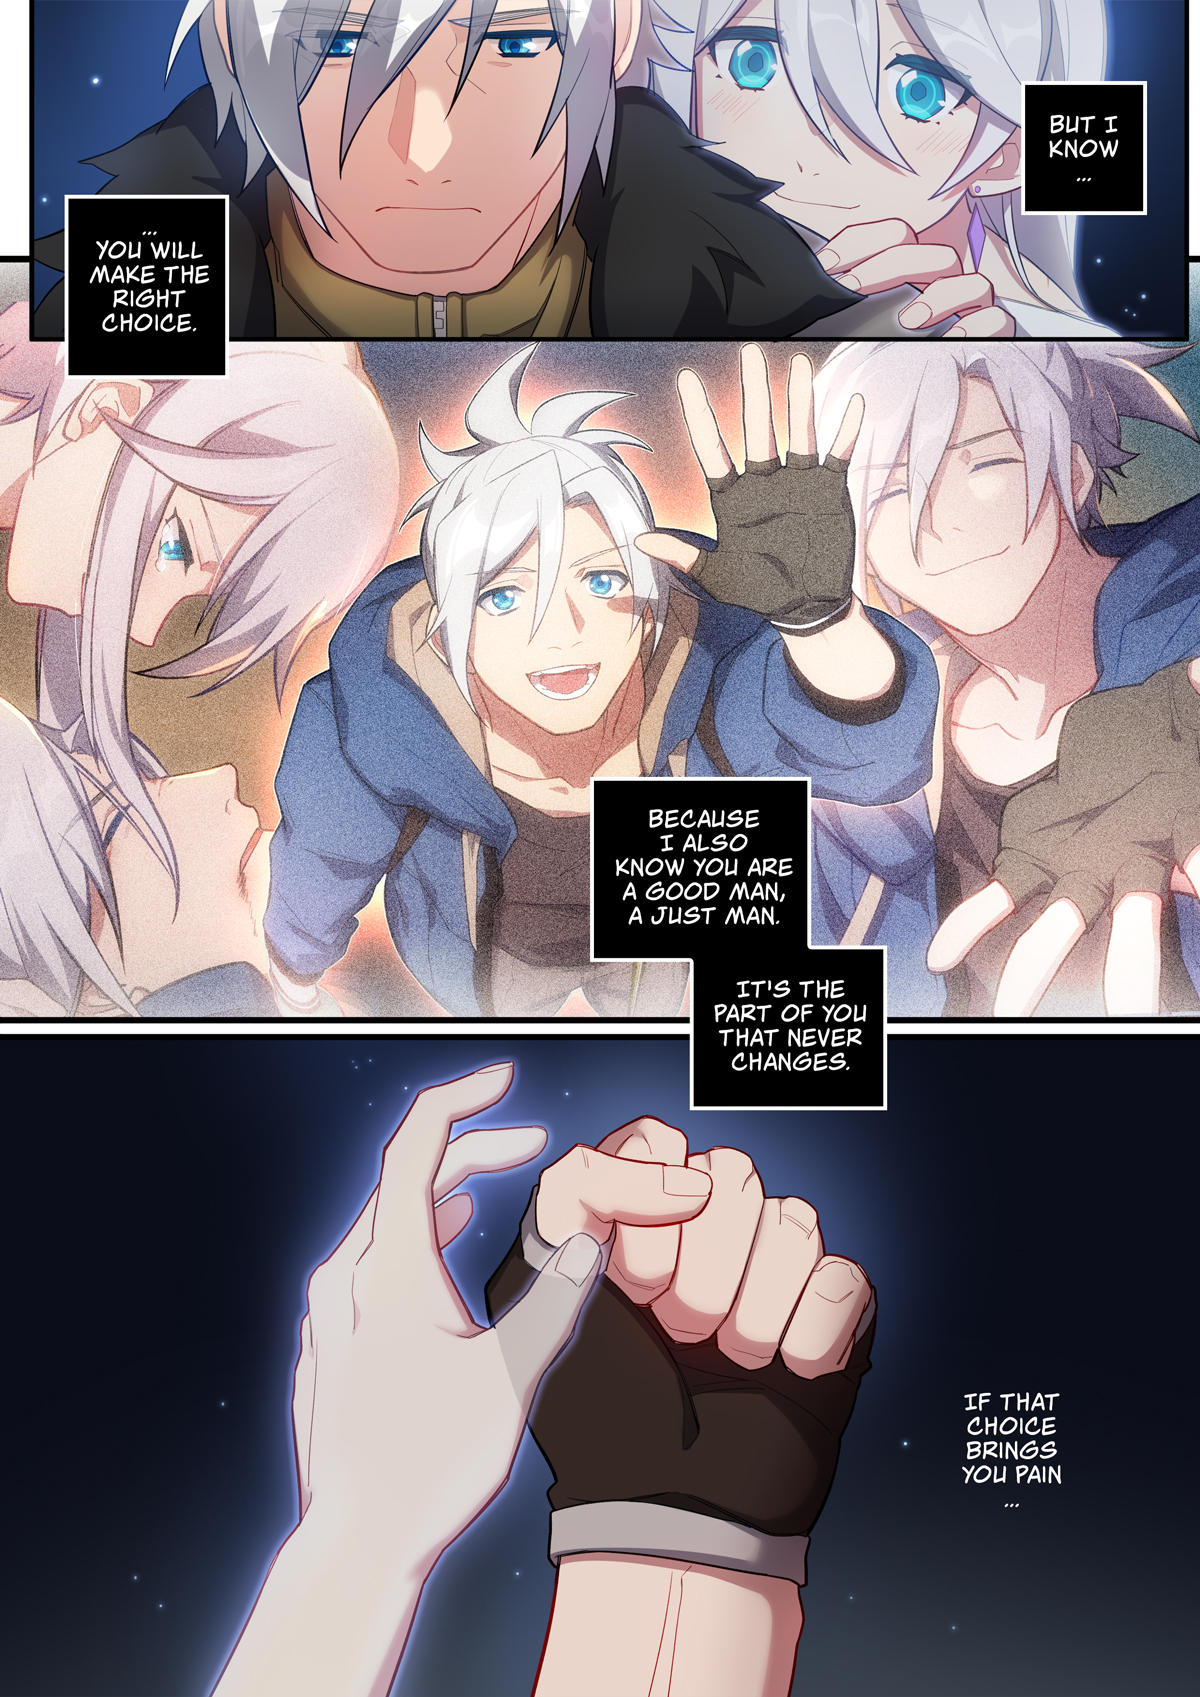 BUT I
KNOW
...
...
YOU WILL
MAKE THE
RIGHT
CHOICE.
BECAUSE
I ALSO
KNOW YOU ARE
A GOOD MAN,
A JUST MAN.
IT'S THE
PART OF YOU
THAT NEVER
CHANGES.
IF THAT
CHOICE
BRINGS
YOU PAIN
...